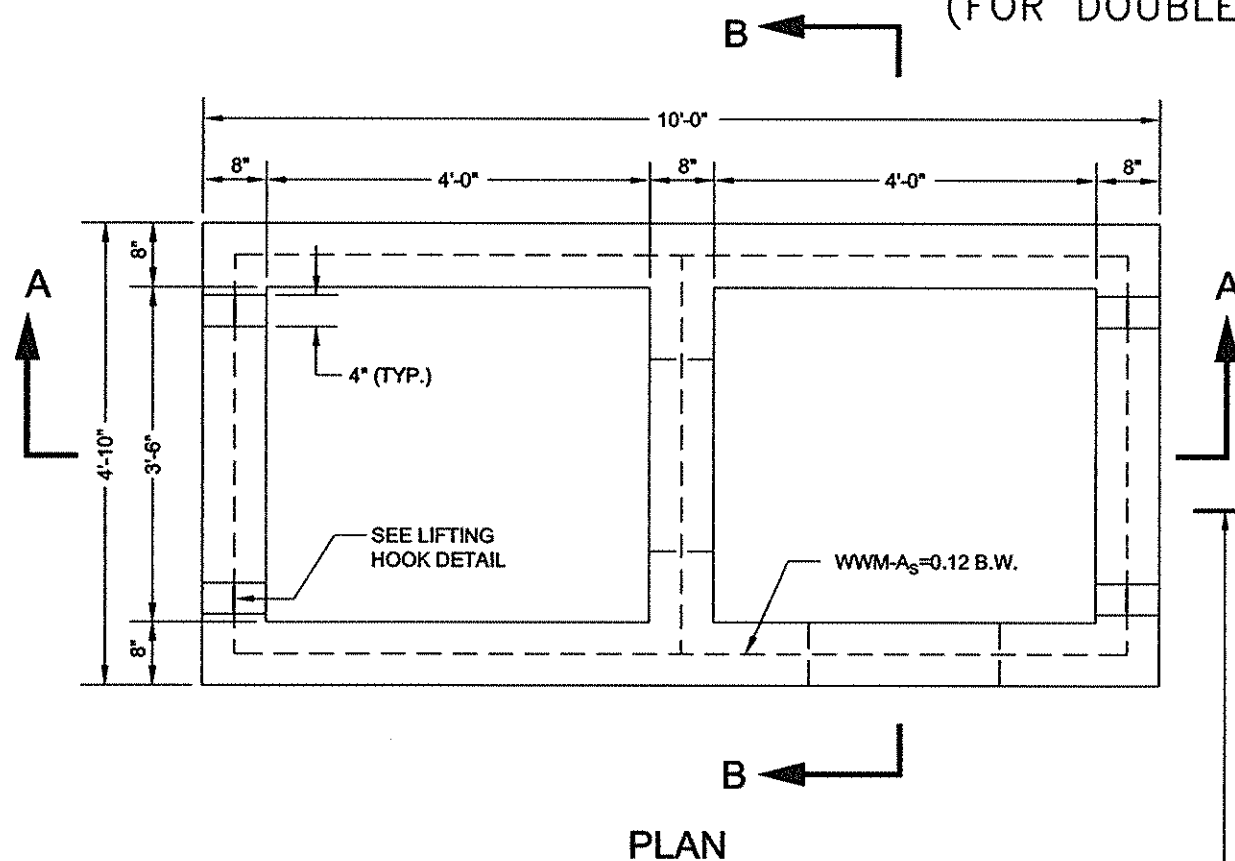 (FOR DOUBLE
B
10'-0"
8"
4'-0"
8"
4'-0"
8"
8"
A
A
4" (TYP.)
4'-10"
3'-6"
SEE LIFTING
HOOK DETAIL
WWM-AS=0.12 B.W.
8"
B
PLAN